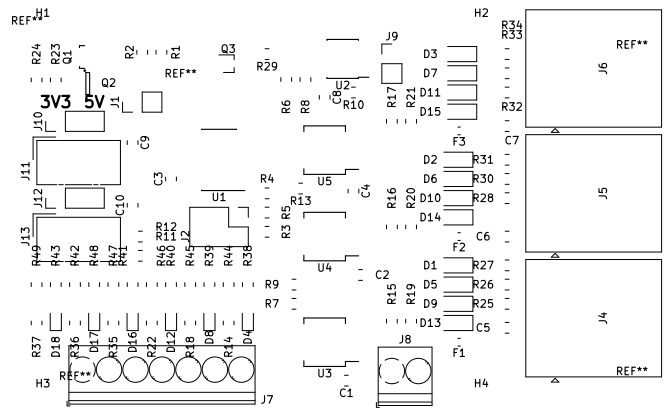 REF** H1 H2
R34
R33
R24 R23 Q1 R2 R1 Q3 J9 D3 REF** J6
R29
REF** D7
Q2 U2
3V3 5V J1 R6 R8 C8 R10 R17 R21 D11
R32
D15
J10
F3
C9 C7
J11 U5 D2 R31
C3 R4 D6 R30 J5
J12 R13 C4 R16 R20 D10 R28
C10 U1 R5 D14
J13 R12 J2 R3 C6
R11
R49 R43 R42 R48 R47 R41 R46 R40 R45 R39 R44 R38 F2
U4 D1 R27
C2
R9 D5 R26
R7 R15 R19 D9 R25 J4
D13 C5
R37 D18 R36 D17 R35 D16 R22 D12 R18 D8 R14 D4 J8 F1
REF** U3 REF**
H3 H4
C1
J7